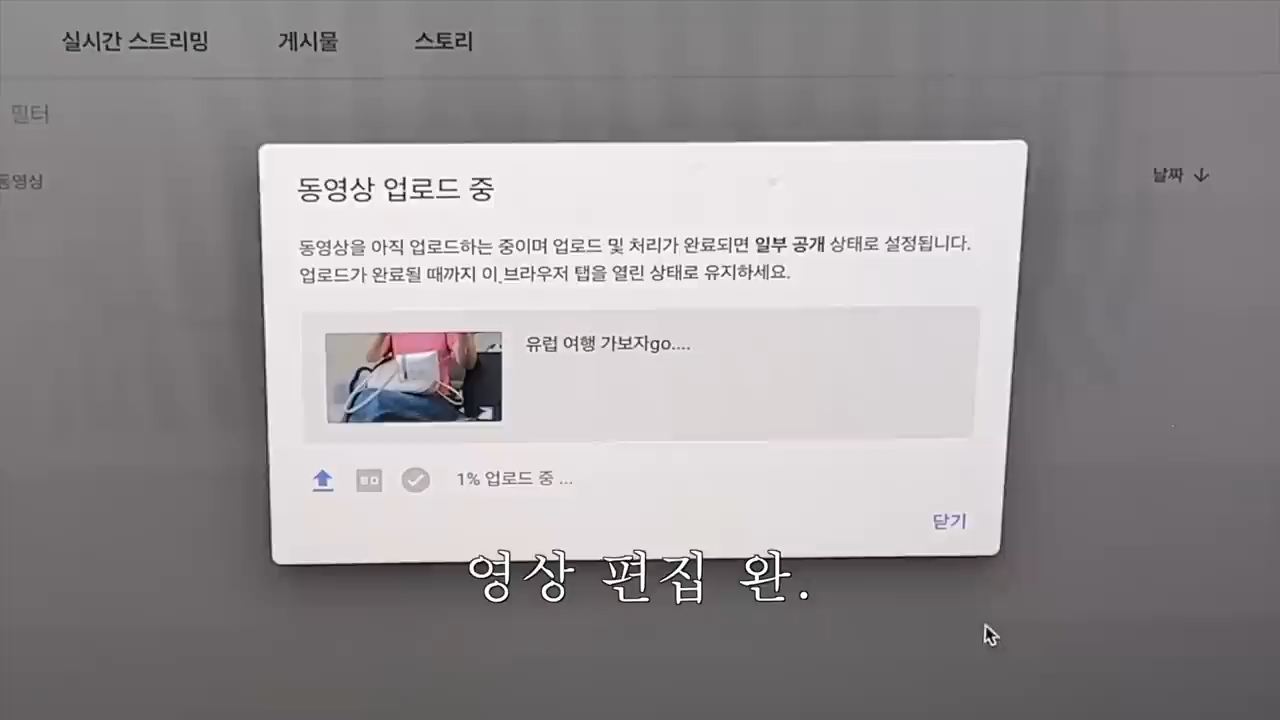 실시간 스트리밍 게시물 스토리
필터
동영상 날짜
동영상 업로드 중
동영상을 아직 업로드하는 중이며 업로드 및 처리가 완료되면 일부 공개 상태로 설정됩니다.
업로드가 완료될 때까지 이 브라우저 탭을 열린 상태로 유지하세요.
유럽 여행 가보자go....
1% 업로드 중 ...
닫기
영상 편집 완.